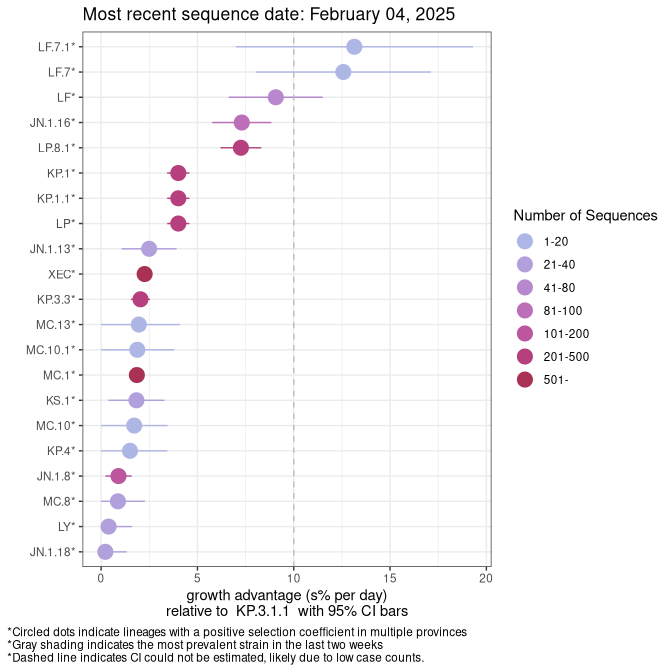 Most recent sequence date: February 04, 2025
LF.7.1*
LF.7*
LF*
JN.1.16*
LP.8.1*
KP.1*
KP.1.1*
LP*
JN.1.13*
XEC*
KP.3.3*
MC.13*
MC.10.1*
MC.1*
KS.1*
MC.10*
KP.4*
JN.1.8*
MC.8*
LY*
JN.1.18*
0 5 10 15 20
growth advantage (s% per day)
relative to KP.3.1.1 with 95% CI bars
Number of Sequences
1-20
21-40
41-80
81-100
101-200
201-500
501-
*Circled dots indicate lineages with a positive selection coefficient in multiple provinces
*Gray shading indicates the most prevalent strain in the last two weeks
*Dashed line indicates CI could not be estimated, likely due to low case counts.